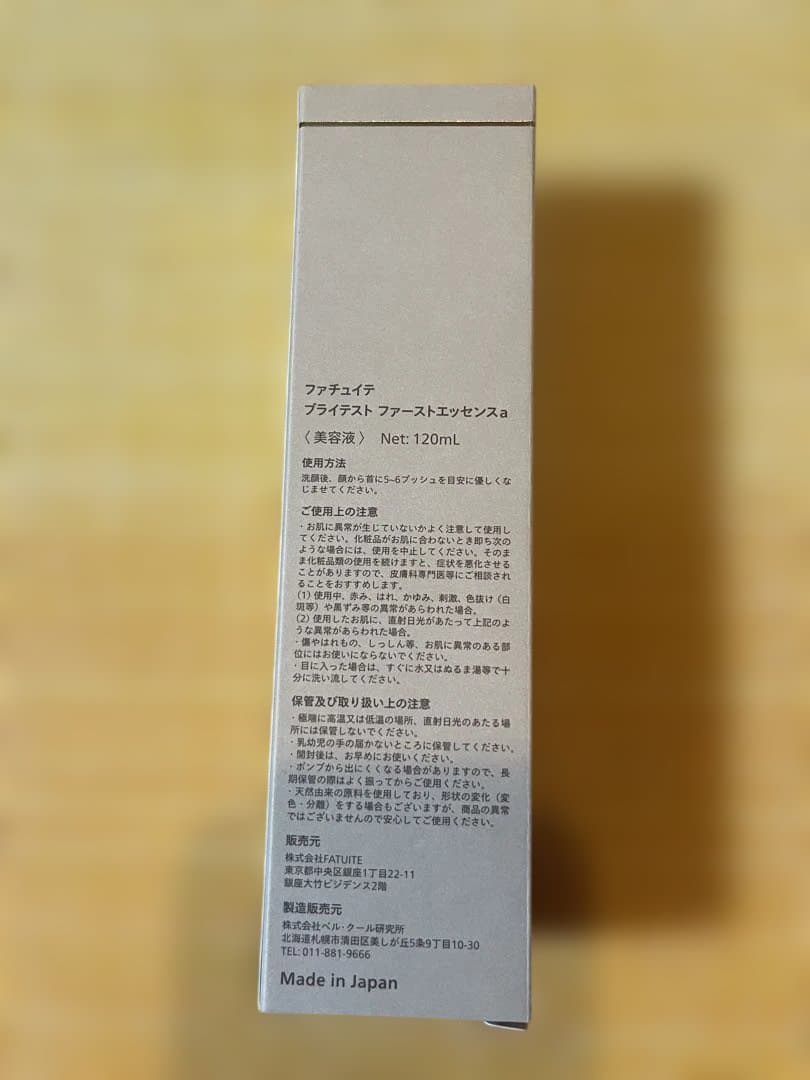 ファチュイテ
ブライテスト ファーストエッセンスa
〈美容液〉 Net: 120mL
使用方法
洗顔後、顔から首に5~6プッシュを目安に優しくな
じませてください。
ご使用上の注意
・お肌に異常が生じていないかよく注意して使用し
てください。化粧品がお肌に合わないとき即ち次の
ような場合には、使用を中止してください。そのま
ま化粧品類の使用を続けますと、症状を悪化させる
ことがありますので、皮膚科専門医等にご相談され
ることをおすすめします。
(1) 使用中、赤み、はれ、かゆみ、刺激、色抜け（白
斑等）や黒ずみ等の異常があらわれた場合。
(2) 使用したお肌に、直射日光があたって上記のよ
うな異常があらわれた場合。
・傷やはれもの、しっしん等、お肌に異常のある部
位にはお使いにならないでください。
・目に入った場合は、すぐに水又はぬるま湯等で十
分に洗い流してください。
保管及び取り扱い上の注意
・極端に高温又は低温の場所、直射日光のあたる場
所には保管しないでください。
・乳幼児の手の届かないところに保管してください。
・開封後は、お早めにお使いください。
・ポンプから出にくくなる場合がありますので、長
期保管の際はよく振ってからご使用ください。
・天然由来の原料を使用しており、形状の変化（変
色・分離）をする場合もございますが、商品の異常
ではございませんので安心してご使用ください。
販売元
株式会社FATUITE
東京都中央区銀座1丁目22-11
銀座大竹ビジデンス2階
製造販売元
株式会社ベル・クール研究所
北海道札幌市清田区美しが丘5条9丁目10-30
TEL: 011-881-9666
Made in Japan